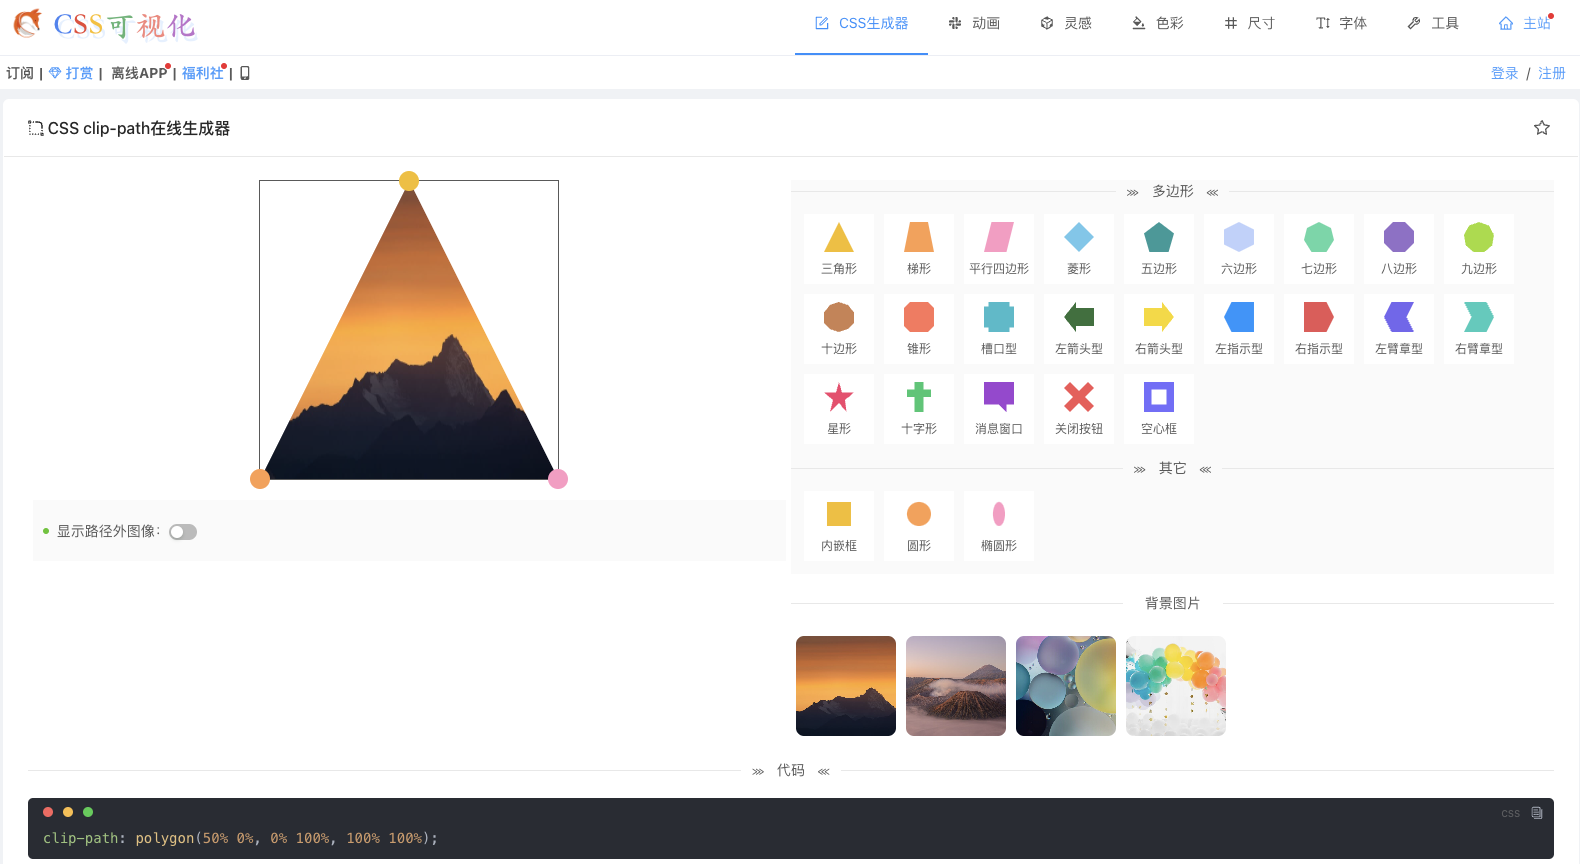 CSS可视化
CSS生成器 动画 灵感 色彩 尺寸 字体 工具 主站
订阅 | 打赏 | 离线APP | 福利社 |
登录 / 注册
CSS clip-path在线生成器
多边形
三角形 梯形 平行四边形 菱形 五边形 六边形 七边形 八边形 九边形
十边形 锥形 槽口型 左箭头型 右箭头型 左指示型 右指示型 左臂章型 右臂章型
星形 十字形 消息窗口 关闭按钮 空心框
其它
内嵌框 圆形 椭圆形
显示路径外图像：
背景图片
代码
css
clip-path: polygon(50% 0%, 0% 100%, 100% 100%);